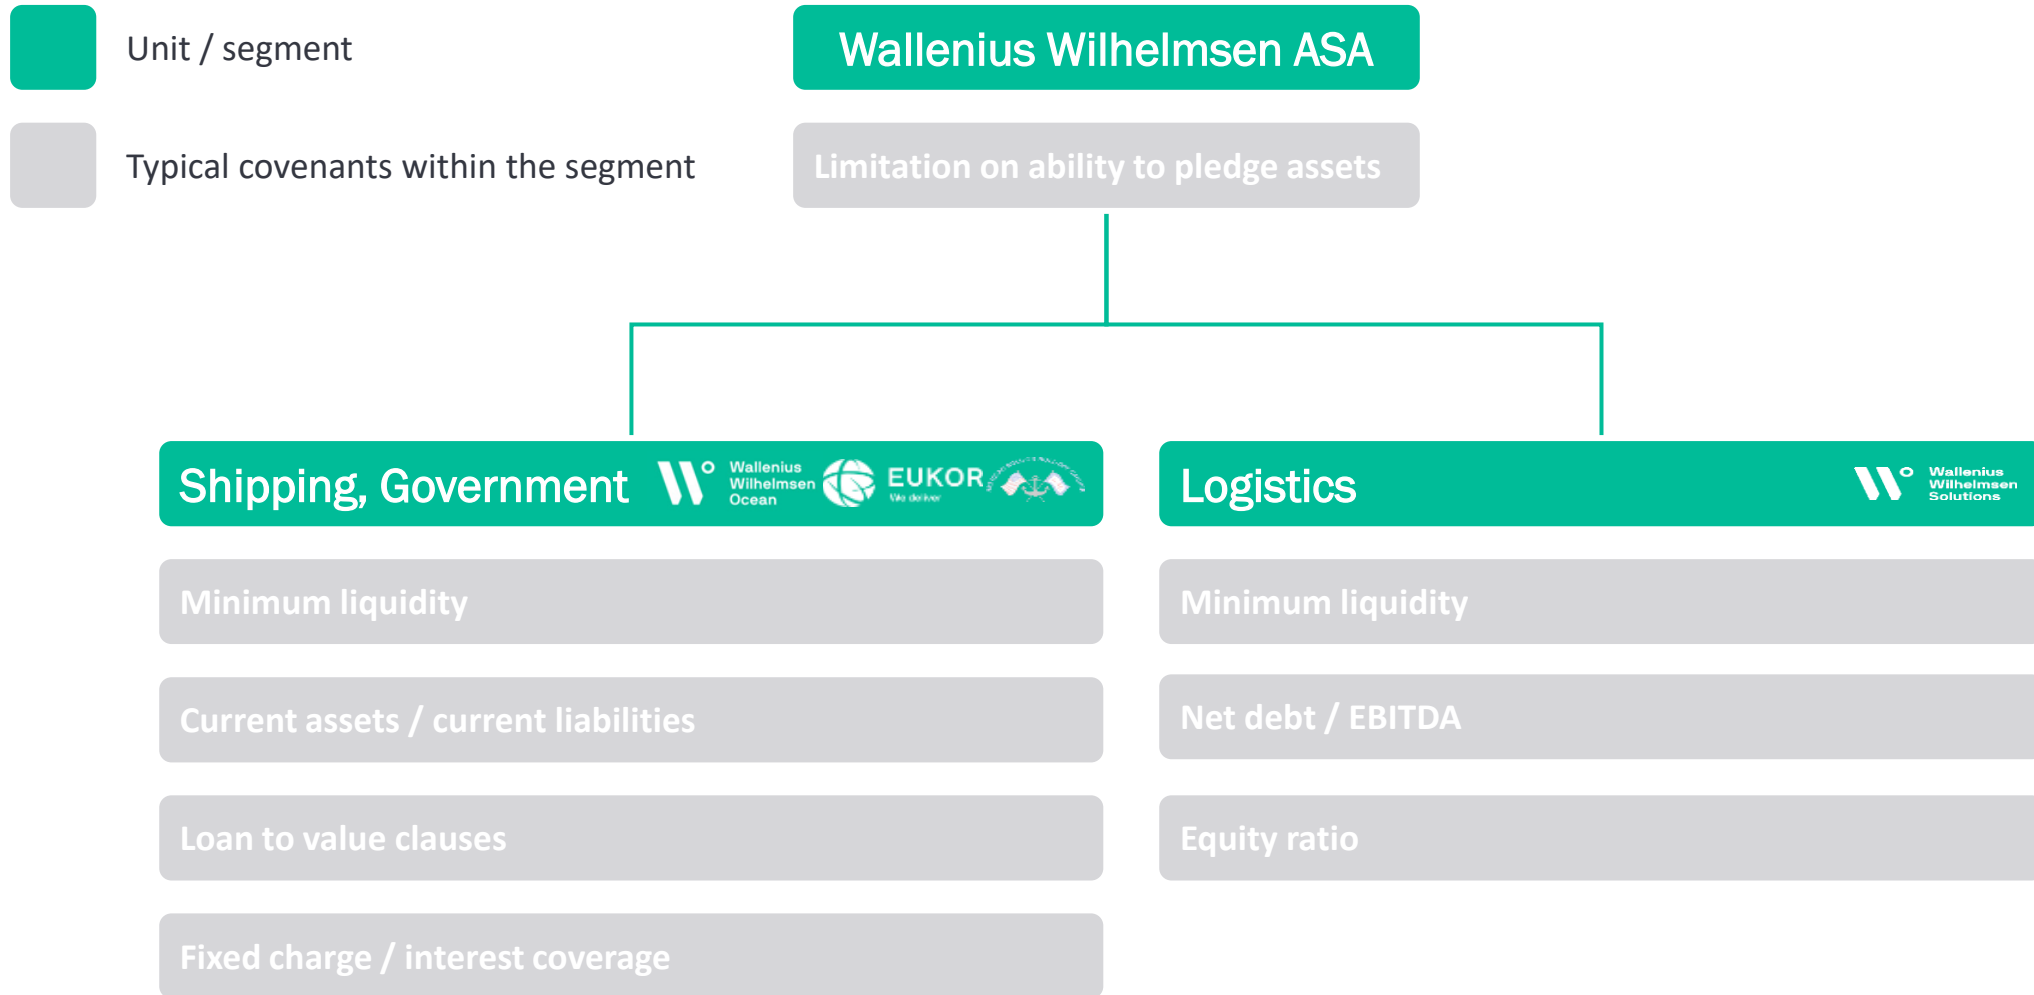 Unit / segment
Wallenius Wilhelmsen ASA
Typical covenants within the segment
Limitation on ability to pledge assets
Shipping, Government
Wallenius
Wilhelmsen
Ocean
EUKOR
We deliver
Logistics
Wallenius
Wilhelmsen
Solutions
Minimum liquidity
Minimum liquidity
Current assets / current liabilities
Net debt / EBITDA
Loan to value clauses
Equity ratio
Fixed charge / interest coverage